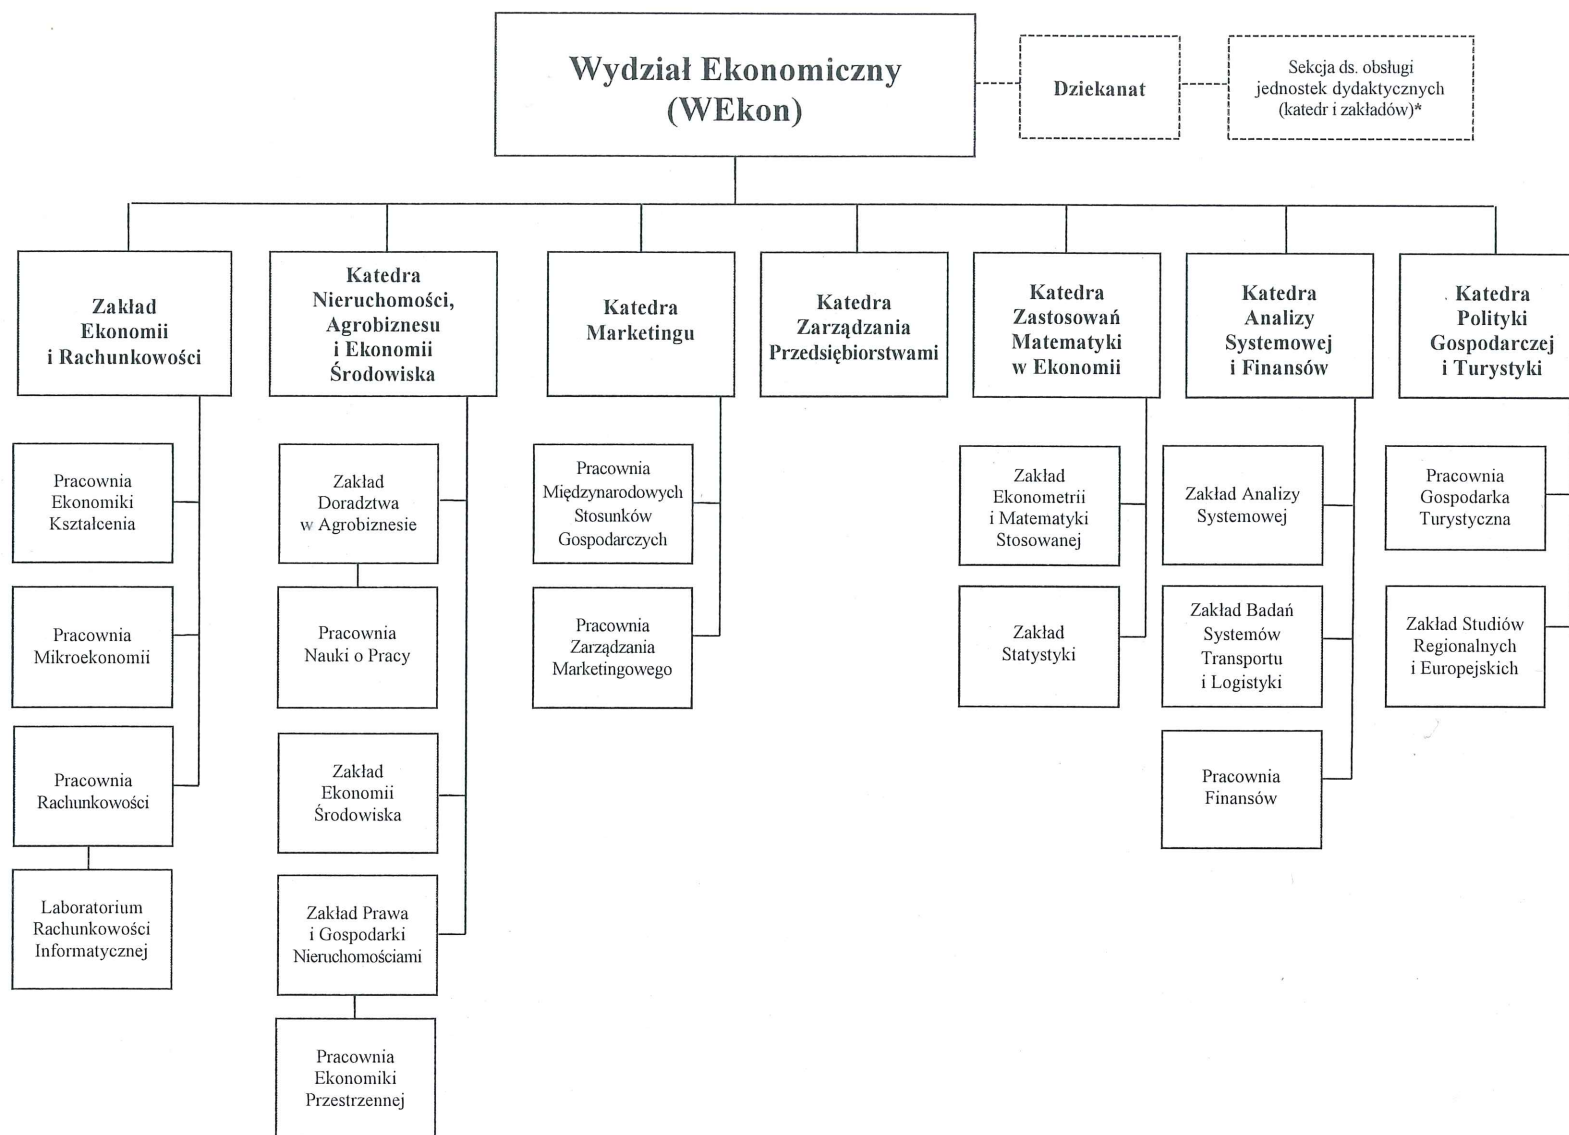 Wydział Ekonomiczny
(WEkon)
Dziekanat
Sekcja ds. obsługi
jednostek dydaktycznych
(katedr i zakładów)*
Zakład
Ekonomii
i Rachunkowości
Katedra
Nieruchomości,
Agrobiznesu
i Ekonomii
Środowiska
Katedra
Marketingu
Katedra
Zarządzania
Przedsiębiorstwami
Katedra
Zastosowań
Matematyki
w Ekonomii
Katedra
Analizy
Systemowej
i Finansów
Katedra
Polityki
Gospodarczej
i Turystyki
Pracownia
Ekonomiki
Kształcenia
Zakład
Doradztwa
w Agrobiznesie
Pracownia
Międzynarodowych
Stosunków
Gospodarczych
Zakład
Ekonometrii
i Matematyki
Stosowanej
Zakład Analizy
Systemowej
Pracownia
Gospodarka
Turystyczna
Pracownia
Mikroekonomii
Pracownia
Nauki o Pracy
Pracownia
Zarządzania
Marketingowego
Zakład
Statystyki
Zakład Badań
Systemów
Transportu
i Logistyki
Zakład Studiów
Regionalnych
i Europejskich
Pracownia
Rachunkowości
Zakład
Ekonomii
Środowiska
Pracownia
Finansów
Laboratorium
Rachunkowości
Informatycznej
Zakład Prawa
i Gospodarki
Nieruchomościami
Pracownia
Ekonomiki
Przestrzennej